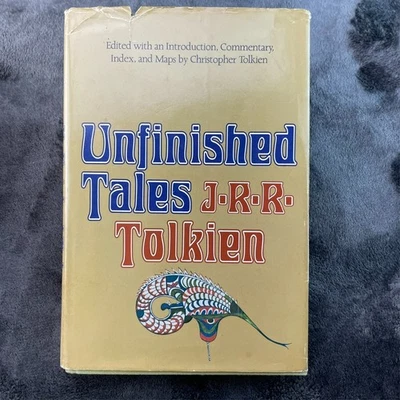 Edited with an Introduction, Commentary,
Index, and Maps by Christopher Tolkien
Unfinished
Tales J·R·R·
Tolkien